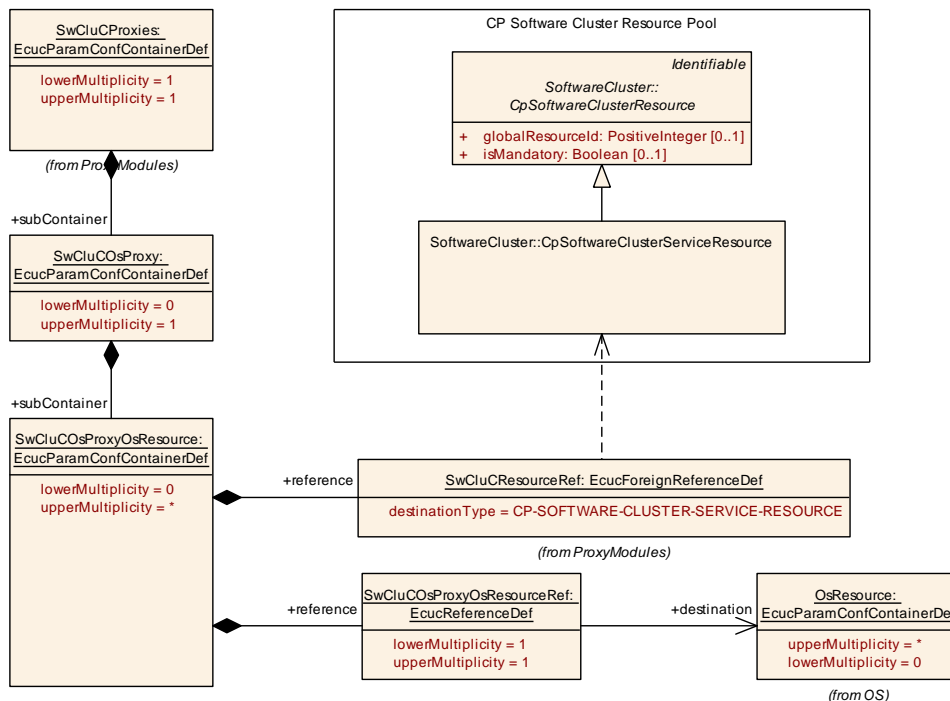 SwCluCProxies:
EcucParamConfContainerDef
lowerMultiplicity = 1
upperMultiplicity = 1
(from ProxyModules)
+subContainer
SwCluCOsProxy:
EcucParamConfContainerDef
lowerMultiplicity = 0
upperMultiplicity = 1
+subContainer
SwCluCOsProxyOsResource:
EcucParamConfContainerDef
lowerMultiplicity = 0
upperMultiplicity = *
CP Software Cluster Resource Pool
Identifiable
SoftwareCluster::
CpSoftwareClusterResource
+ globalResourceId: PositiveInteger [0..1]
+ isMandatory: Boolean [0..1]
SoftwareCluster::CpSoftwareClusterServiceResource
+reference
SwCluCResourceRef: EcucForeignReferenceDef
destinationType = CP-SOFTWARE-CLUSTER-SERVICE-RESOURCE
(from ProxyModules)
+reference
SwCluCOsProxyOsResourceRef:
EcucReferenceDef
lowerMultiplicity = 1
upperMultiplicity = 1
+destination
OsResource:
EcucParamConfContainerDef
upperMultiplicity = *
lowerMultiplicity = 0
(from OS)